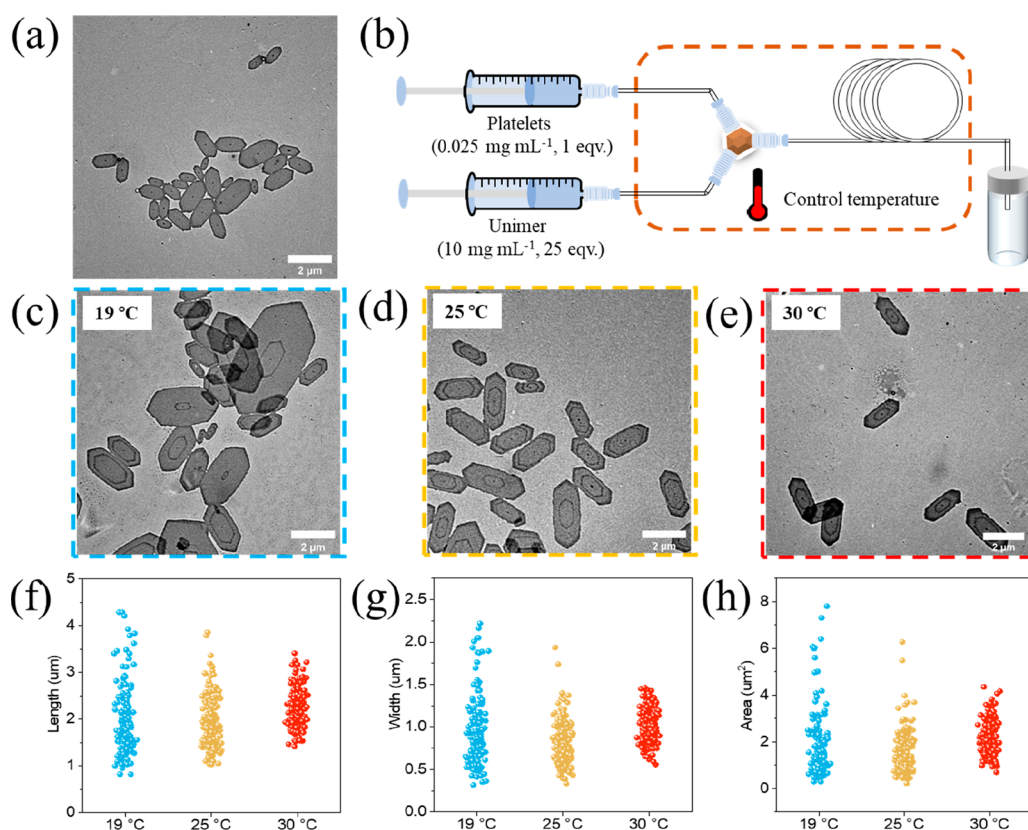 (a)
2 μm
(b)
Platelets
(0.025 mg mL⁻¹, 1 eqv.)
Unimer
(10 mg mL⁻¹, 25 eqv.)
Control temperature
(c)
19 °C
2 μm
(d)
25 °C
2 μm
(e)
30 °C
2 μm
(f)
Length (um)
5
4
3
2
1
0
19 °C 25 °C 30 °C
(g)
Width (um)
2.5
2.0
1.5
1.0
0.5
0.0
19 °C 25 °C 30 °C
(h)
Area (um²)
8
6
4
2
0
19 °C 25 °C 30 °C